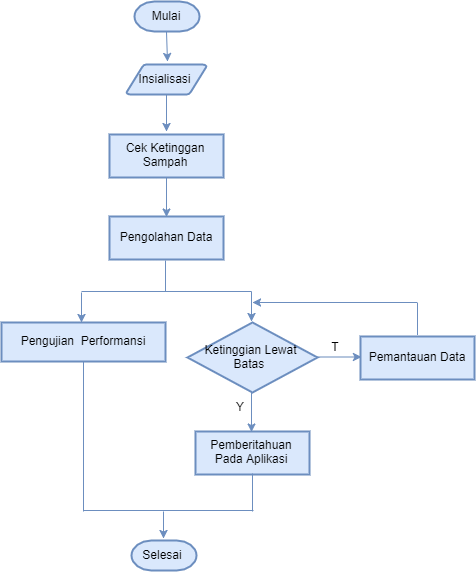 Mulai
Insialisasi
Cek Ketinggan
Sampah
Pengolahan Data
Pengujian Performansi
Ketinggian Lewat
Batas
T
Pemantauan Data
Y
Pemberitahuan
Pada Aplikasi
Selesai